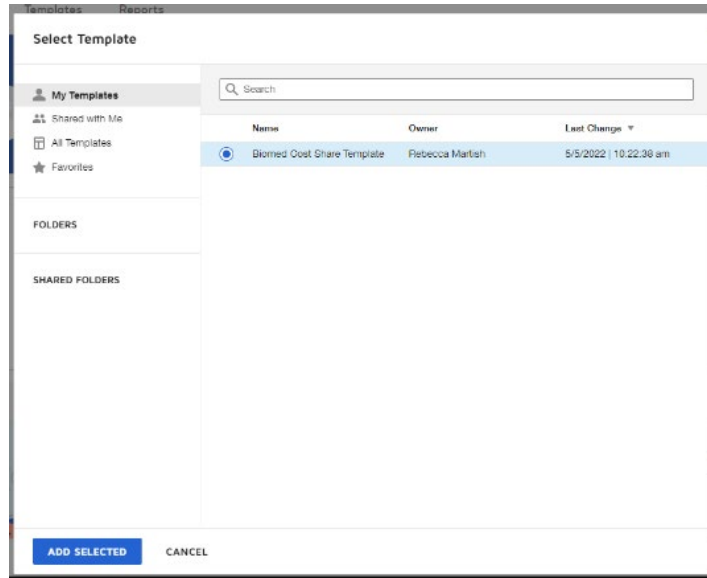 Templates Reports
Select Template
My Templates
Shared with Me
All Templates
Favorites
FOLDERS
SHARED FOLDERS
Search
Name Owner Last Change
Biomed Cost Share Template Rebecca Martish 5/5/2022 | 10:22:38 am
ADD SELECTED CANCEL